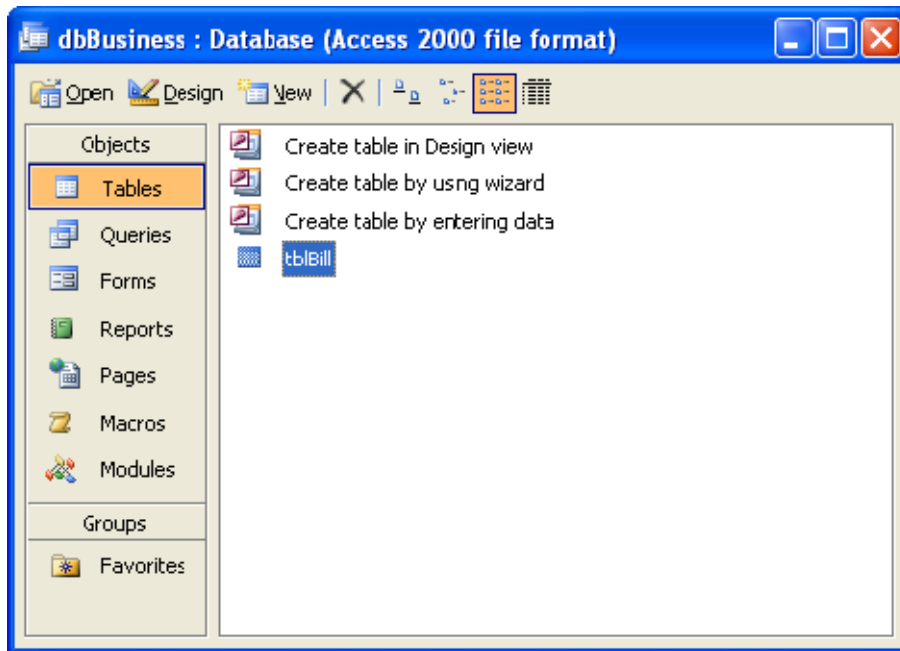 dbBusiness : Database (Access 2000 file format)
Open Design New
Objects
Tables
Queries
Forms
Reports
Pages
Macros
Modules
Groups
Favorites
Create table in Design view
Create table by usng wizard
Create table by entering data
tblBill